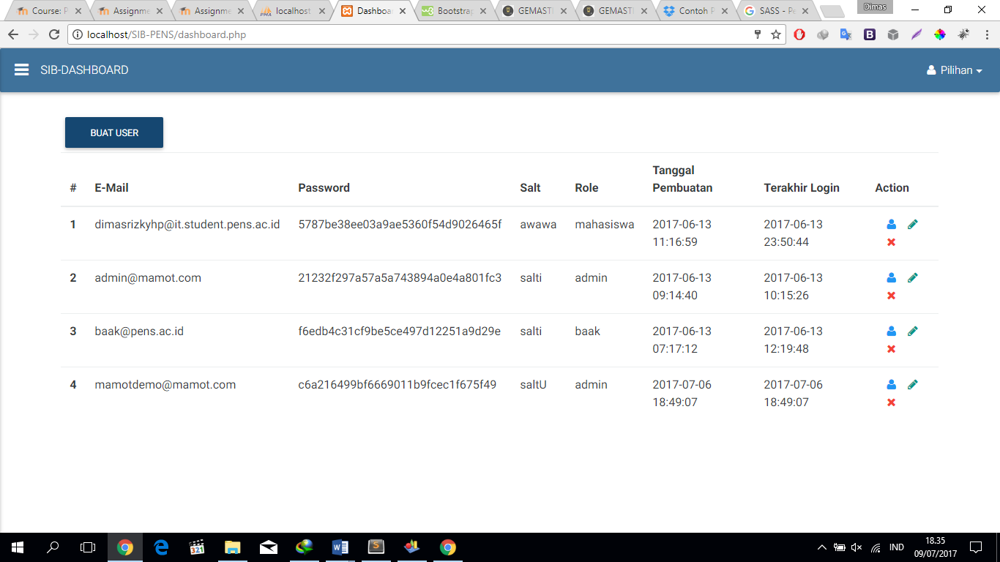 Course: P
Assignme
Assignme
localhost
Dashboar
Bootstrap
GEMASTI
GEMASTI
Contoh P
SASS - Pe
Dimas
localhost/SIB-PENS/dashboard.php
SIB-DASHBOARD
Pilihan
BUAT USER
# E-Mail Password Salt Role Tanggal Pembuatan Terakhir Login Action
1 dimasrizkyhp@it.student.pens.ac.id 5787be38ee03a9ae5360f54d9026465f awawa mahasiswa 2017-06-13 2017-06-13
11:16:59 23:50:44
2 admin@mamot.com 21232f297a57a5a743894a0e4a801fc3 salti admin 2017-06-13 2017-06-13
09:14:40 10:15:26
3 baak@pens.ac.id f6edb4c31cf9be5ce497d12251a9d29e salti baak 2017-06-13 2017-06-13
07:17:12 12:19:48
4 mamotdemo@mamot.com c6a216499bf6669011b9fcec1f675f49 saltU admin 2017-07-06 2017-07-06
18:49:07 18:49:07
321
IND
18.35
09/07/2017